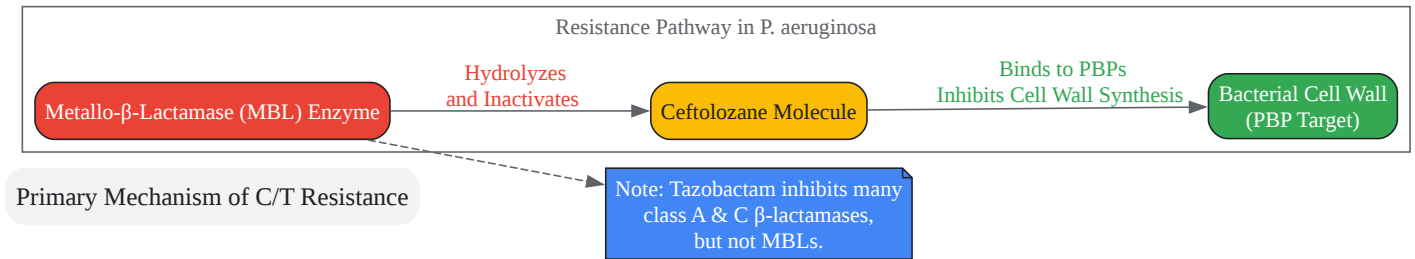 Resistance Pathway in P. aeruginosa
Metallo-β-Lactamase (MBL) Enzyme
Hydrolyzes
and Inactivates
Ceftolozane Molecule
Binds to PBPs
Inhibits Cell Wall Synthesis
Bacterial Cell Wall
(PBP Target)
Primary Mechanism of C/T Resistance
Note: Tazobactam inhibits many
class A & C β-lactamases,
but not MBLs.